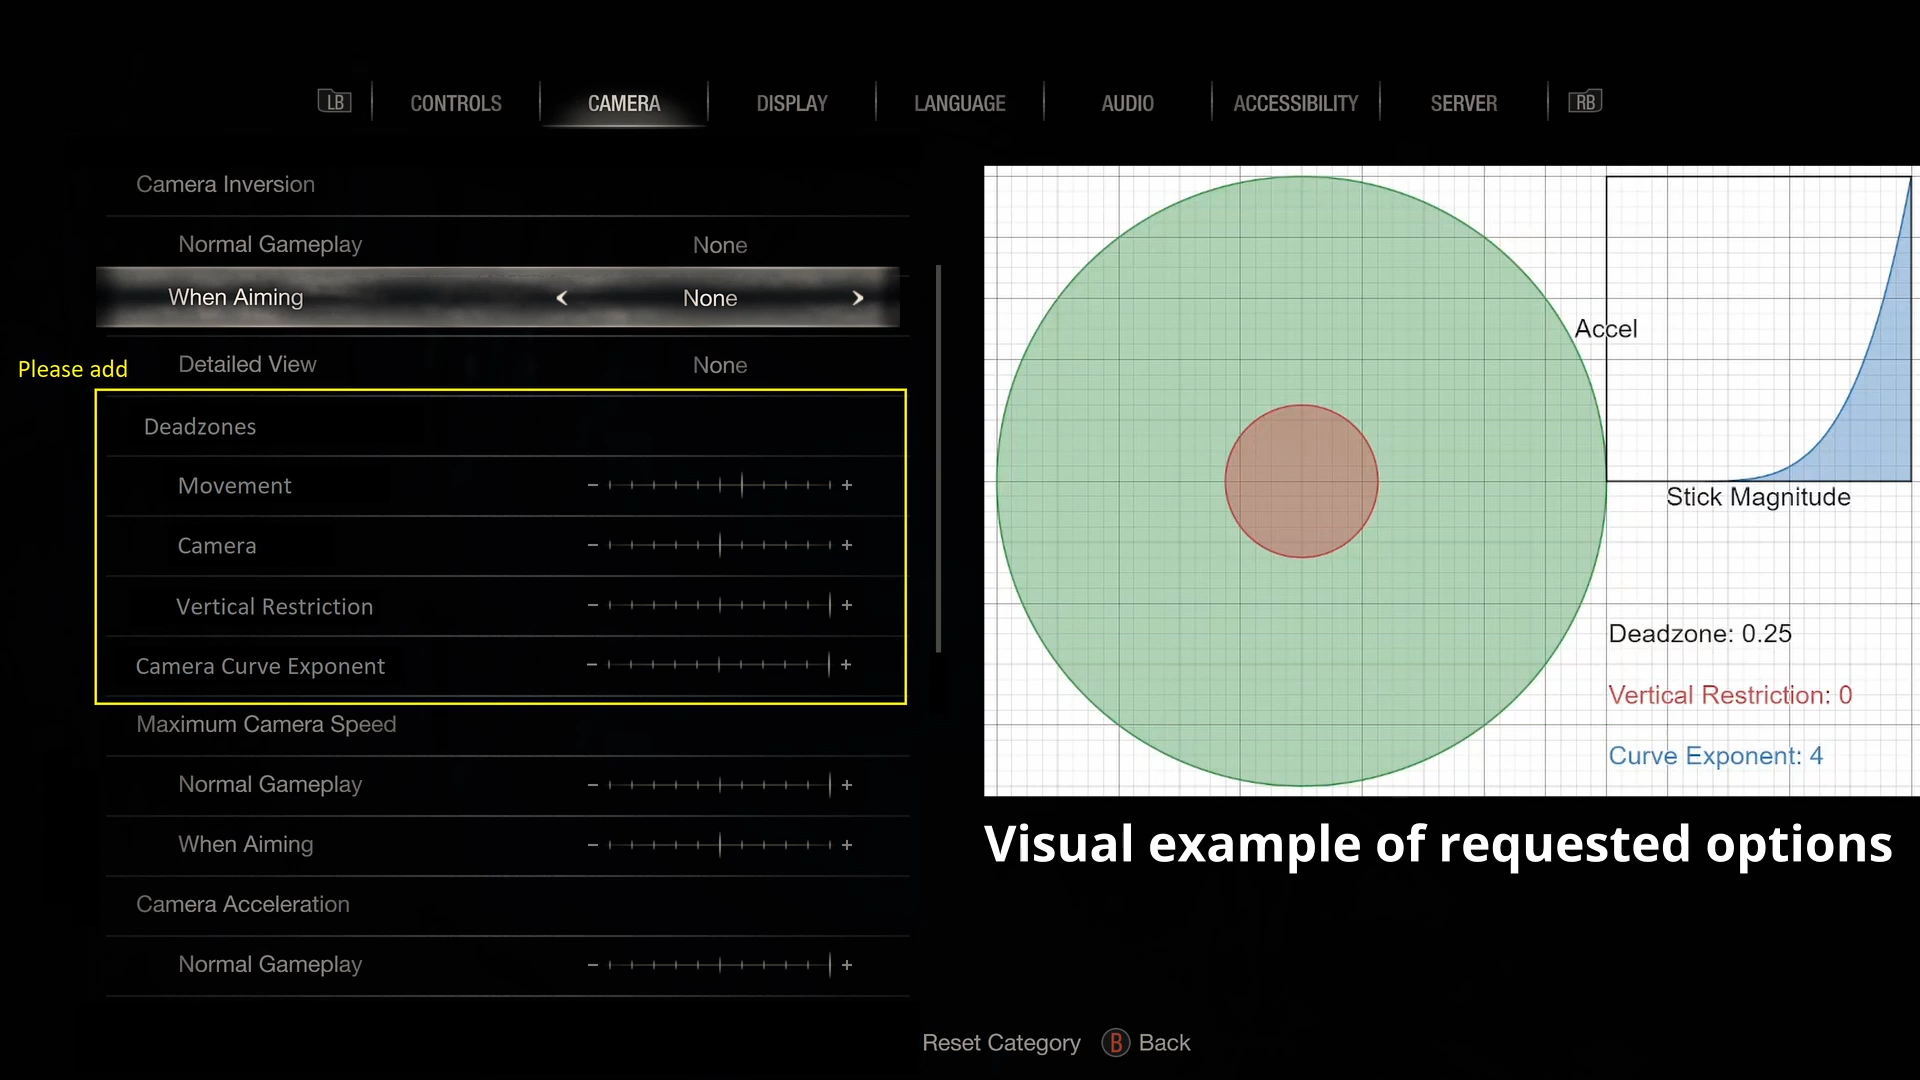 LB CONTROLS CAMERA DISPLAY LANGUAGE AUDIO ACCESSIBILITY SERVER RB
Camera Inversion
Normal Gameplay None
When Aiming < None >
Please add
Detailed View None
Deadzones
Movement - +
Camera - +
Vertical Restriction - +
Camera Curve Exponent - +
Maximum Camera Speed
Normal Gameplay - +
When Aiming - +
Camera Acceleration
Normal Gameplay - +
Accel
Stick Magnitude
Deadzone: 0.25
Vertical Restriction: 0
Curve Exponent: 4
Visual example of requested options
Reset Category B Back